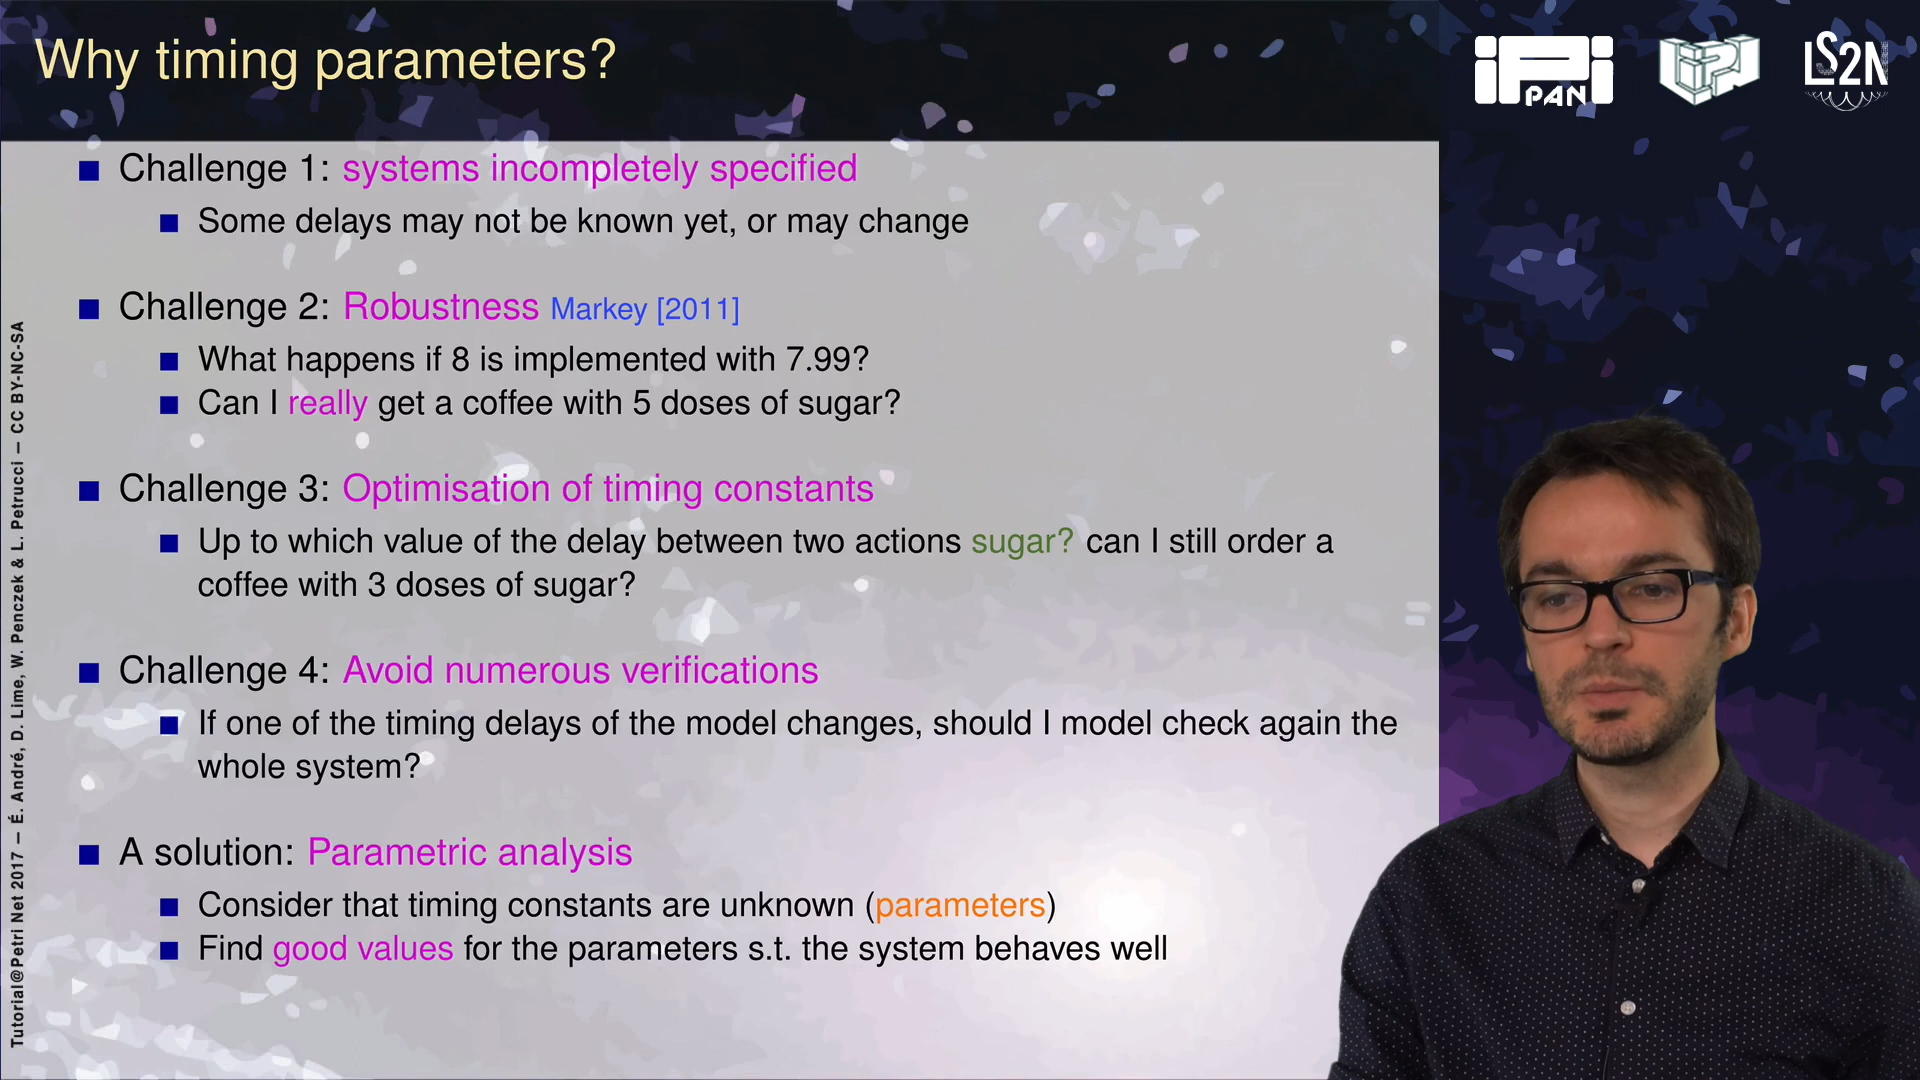 Why timing parameters?
iPi
PAN
LIPN
LS2N
Challenge 1: systems incompletely specified
Some delays may not be known yet, or may change
Challenge 2: Robustness Markey [2011]
What happens if 8 is implemented with 7.99?
Can I really get a coffee with 5 doses of sugar?
Challenge 3: Optimisation of timing constants
Up to which value of the delay between two actions sugar? can I still order a
coffee with 3 doses of sugar?
Challenge 4: Avoid numerous verifications
If one of the timing delays of the model changes, should I model check again the
whole system?
A solution: Parametric analysis
Consider that timing constants are unknown (parameters)
Find good values for the parameters s.t. the system behaves well
Tutorial@Petri Net 2017 — É. André, D. Lime, W. Penczek & L. Petrucci — CC BY-NC-SA